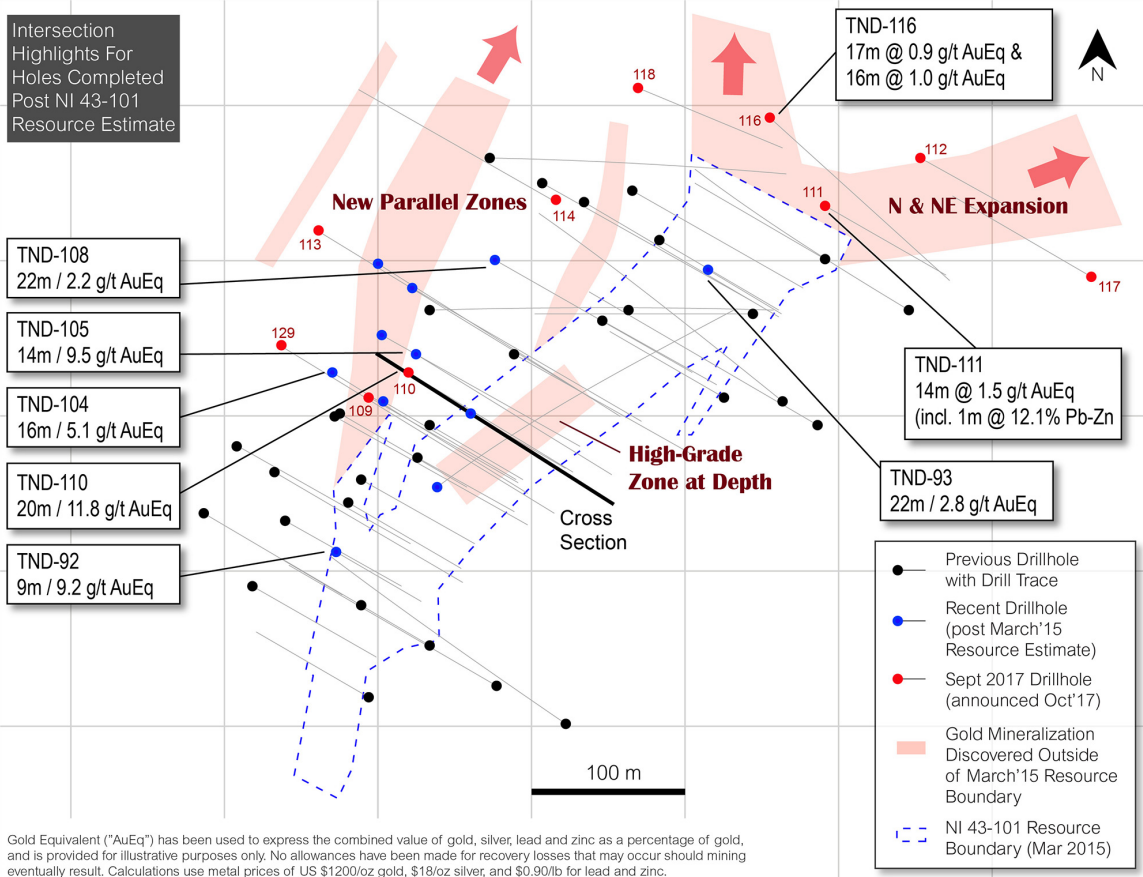 Intersection
Highlights For
Holes Completed
Post NI 43-101
Resource Estimate
TND-116
17m @ 0.9 g/t AuEq &
16m @ 1.0 g/t AuEq
N
118
116
112
111
117
114
113
New Parallel Zones
N & NE Expansion
TND-108
22m / 2.2 g/t AuEq
TND-105
14m / 9.5 g/t AuEq
TND-104
16m / 5.1 g/t AuEq
TND-110
20m / 11.8 g/t AuEq
TND-92
9m / 9.2 g/t AuEq
129
110
109
High-Grade
Zone at Depth
Cross
Section
TND-111
14m @ 1.5 g/t AuEq
(incl. 1m @ 12.1% Pb-Zn
TND-93
22m / 2.8 g/t AuEq
100 m
Previous Drillhole
with Drill Trace
Recent Drillhole
(post March'15
Resource Estimate)
Sept 2017 Drillhole
(announced Oct'17)
Gold Mineralization
Discovered Outside
of March'15 Resource
Boundary
NI 43-101 Resource
Boundary (Mar 2015)
Gold Equivalent ("AuEq") has been used to express the combined value of gold, silver, lead and zinc as a percentage of gold,
and is provided for illustrative purposes only. No allowances have been made for recovery losses that may occur should mining
eventually result. Calculations use metal prices of US $1200/oz gold, $18/oz silver, and $0.90/lb for lead and zinc.